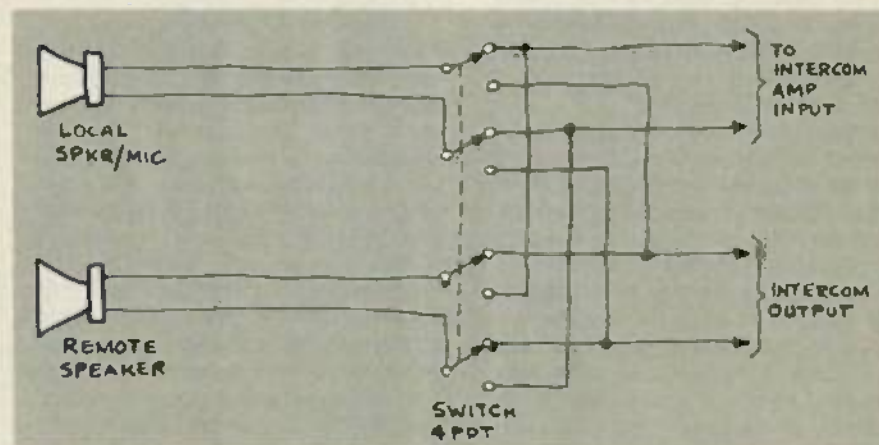 TO
INTERCOM
AMP
INPUT
LOCAL
SPKR/MIC
INTERCOM
OUTPUT
REMOTE
SPEAKER
SWITCH
4PDT